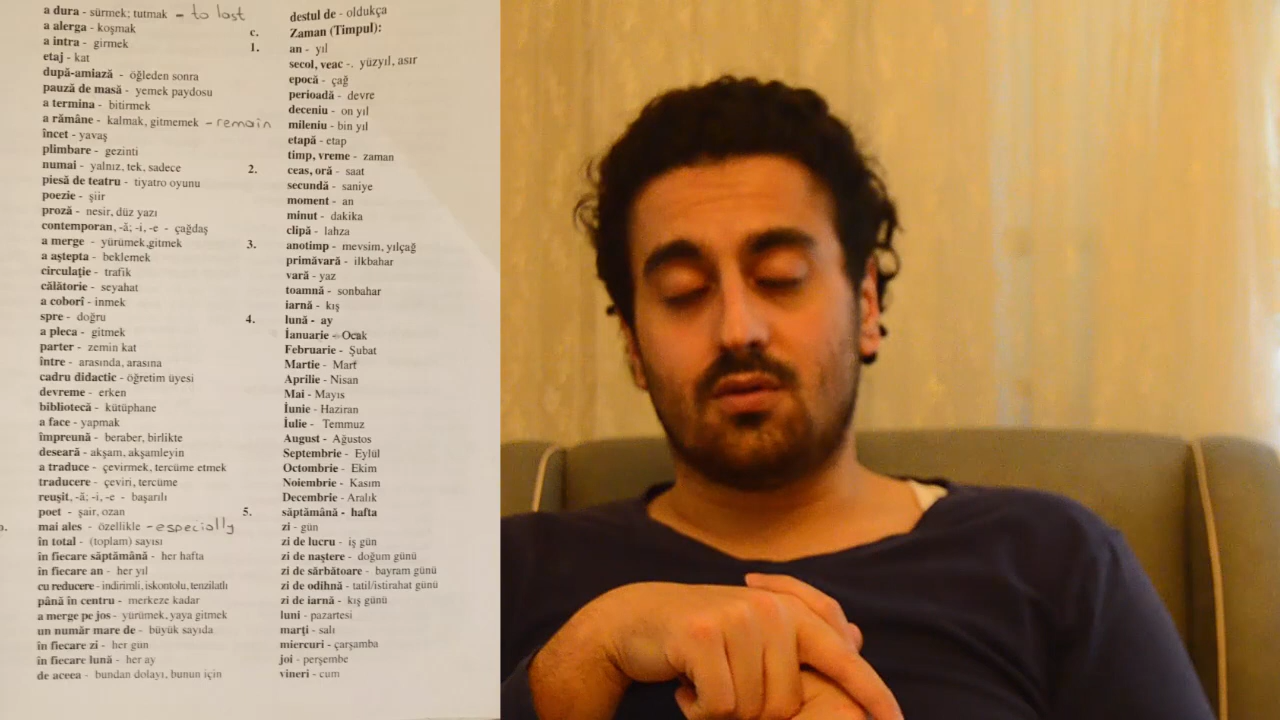 a dura - sürmek; tutmak - to last
a alerga - koşmak
a intra - girmek
etaj - kat
după-amiază - öğleden sonra
pauză de masă - yemek paydosu
a termina - bitirmek
a rămâne - kalmak, gitmemek - remain
încet - yavaş
plimbare - gezinti
numai - yalnız, tek, sadece
piesă de teatru - tiyatro oyunu
poezie - şiir
proză - nesir, düz yazı
contemporan, -ă; -i, -e - çağdaş
a merge - yürümek,gitmek
a aştepta - beklemek
circulaţie - trafik
călătorie - seyahat
a coborî - inmek
spre - doğru
a pleca - gitmek
parter - zemin kat
între - arasında, arasına
cadru didactic - öğretim üyesi
devreme - erken
bibliotecă - kütüphane
a face - yapmak
împreună - beraber, birlikte
deseară - akşam, akşamleyin
a traduce - çevirmek, tercüme etmek
traducere - çeviri, tercüme
reuşit, -ă; -i, -e - başarılı
poet - şair, ozan
mai ales - özellikle - especially
în total - (toplam) sayısı
în fiecare săptămână - her hafta
în fiecare an - her yıl
cu reducere - indirimli, iskontolu, tenzilatlı
până în centru - merkeze kadar
a merge pe jos - yürümek, yaya gitmek
un număr mare de - büyük sayıda
în fiecare zi - her gün
în fiecare lună - her ay
de aceea - bundan dolayı, bunun için
destul de - oldukça
c. Zaman (Timpul):
1. an - yıl
secol, veac -. yüzyıl, asır
epocă - çağ
perioadă - devre
deceniu - on yıl
mileniu - bin yıl
etapă - etap
timp, vreme - zaman
2. ceas, oră - saat
secundă - saniye
moment - an
minut - dakika
clipă - lahza
3. anotimp - mevsim, yılçağ
primăvară - ilkbahar
vară - yaz
toamnă - sonbahar
iarnă - kış
4. lună - ay
İanuarie - Ocak
Februarie - Şubat
Martie - Mart
Aprilie - Nisan
Mai - Mayıs
İunie - Haziran
İulie - Temmuz
August - Ağustos
Septembrie - Eylül
Octombrie - Ekim
Noiembrie - Kasım
Decembrie - Aralık
5. săptămână - hafta
zi - gün
zi de lucru - iş gün
zi de naştere - doğum günü
zi de sărbătoare - bayram günü
zi de odihnă - tatil/istirahat günü
zi de iarnă - kış günü
luni - pazartesi
marţi - salı
miercuri - çarşamba
joi - perşembe
vineri - cum